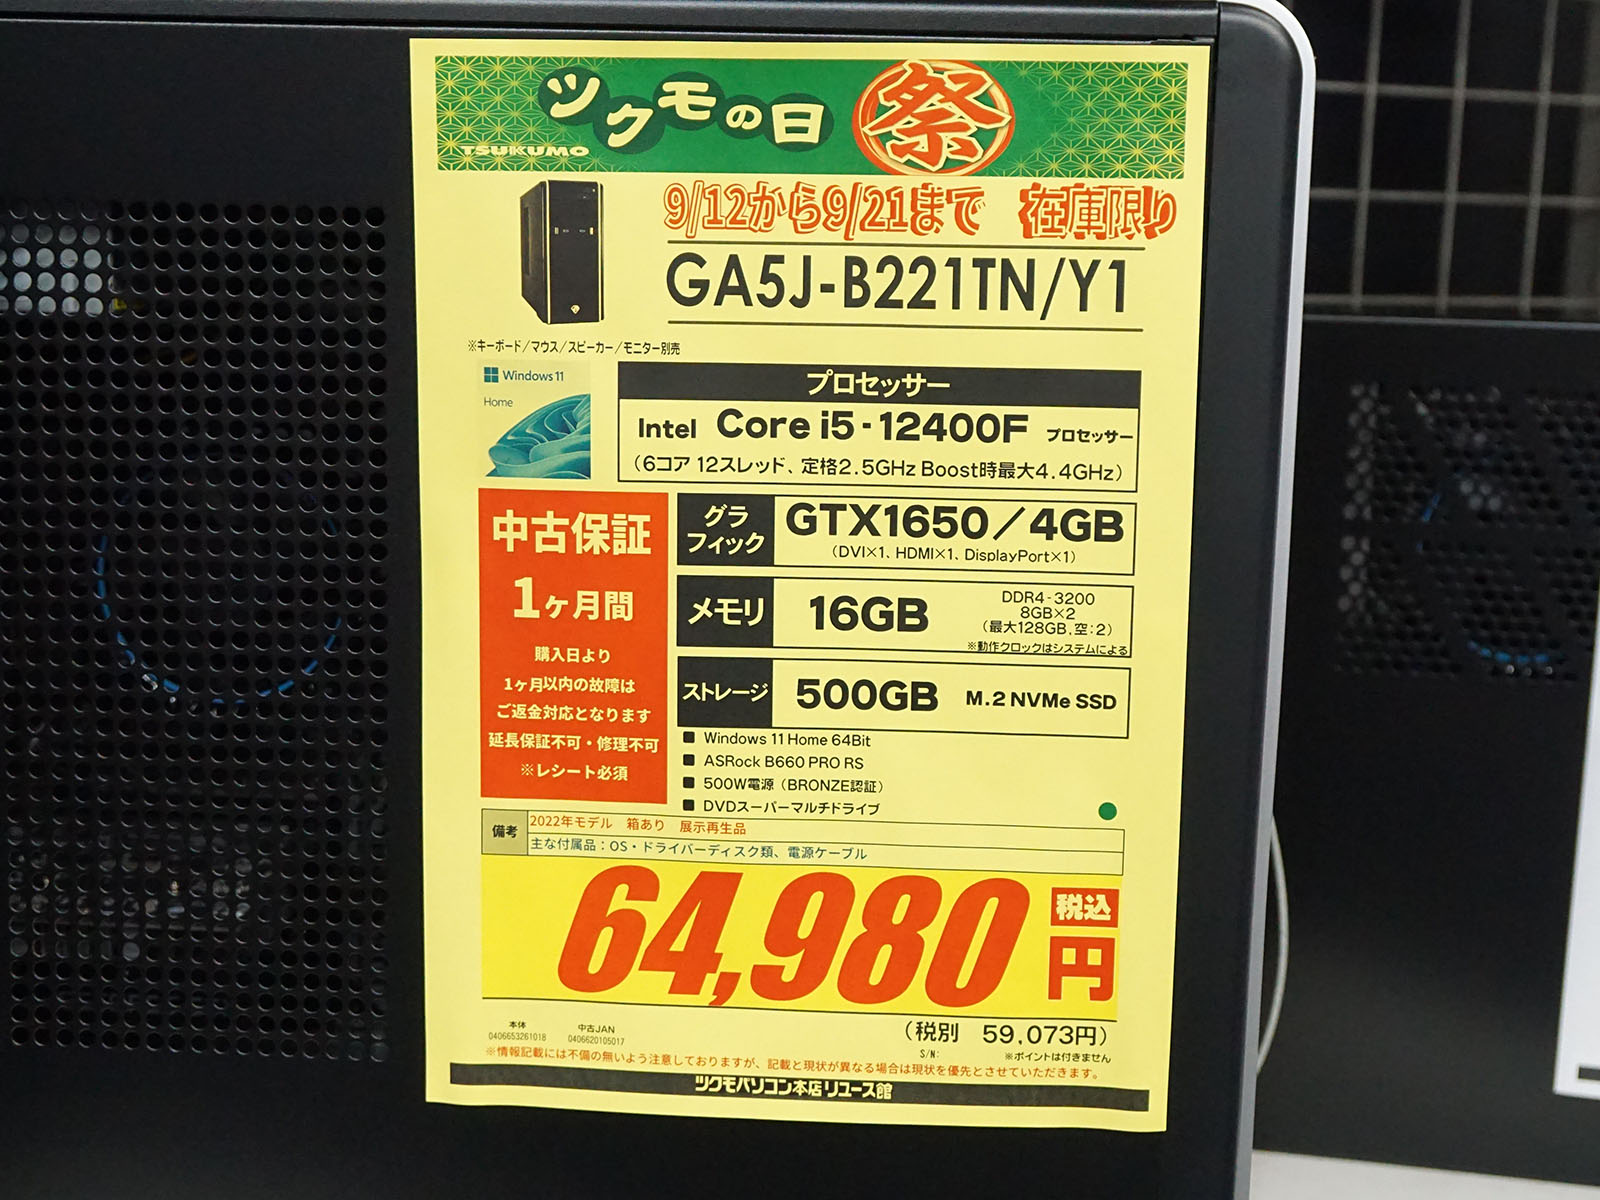 ツクモの日 祭
TSUKUMO
9/12から9/21まで 在庫限り
GA5J-B221TN/Y1
※キーボード/マウス/スピーカー/モニター別売
Windows 11
Home
プロセッサー
Intel Core i5-12400F プロセッサー
(6コア 12スレッド、定格2.5GHz Boost時最大4.4GHz)
中古保証
1ヶ月間
購入日より
1ヶ月以内の故障は
ご返金対応となります
延長保証不可・修理不可
※レシート必須
グラフィック
GTX1650/4GB
(DVI×1、HDMI×1、DisplayPort×1)
メモリ
16GB
DDR4-3200
8GB×2
(最大128GB、空:2)
※動作クロックはシステムによる
ストレージ
500GB M.2 NVMe SSD
■ Windows 11 Home 64Bit
■ ASRock B660 PRO RS
■ 500W電源(BRONZE認証)
■ DVDスーパーマルチドライブ
備考
2022年モデル 箱あり 展示再生品
主な付属品:OS・ドライバーディスク類、電源ケーブル
64,980 税込 円
(税別 59,073円)
本体
0406653261018
中古JAN
0406620105017
S/N:
※ポイントは付きません
※情報記載には不備の無いよう注意しておりますが、記載と現状が異なる場合は現状を優先とさせていただきます。
ツクモパソコン本店リユース館